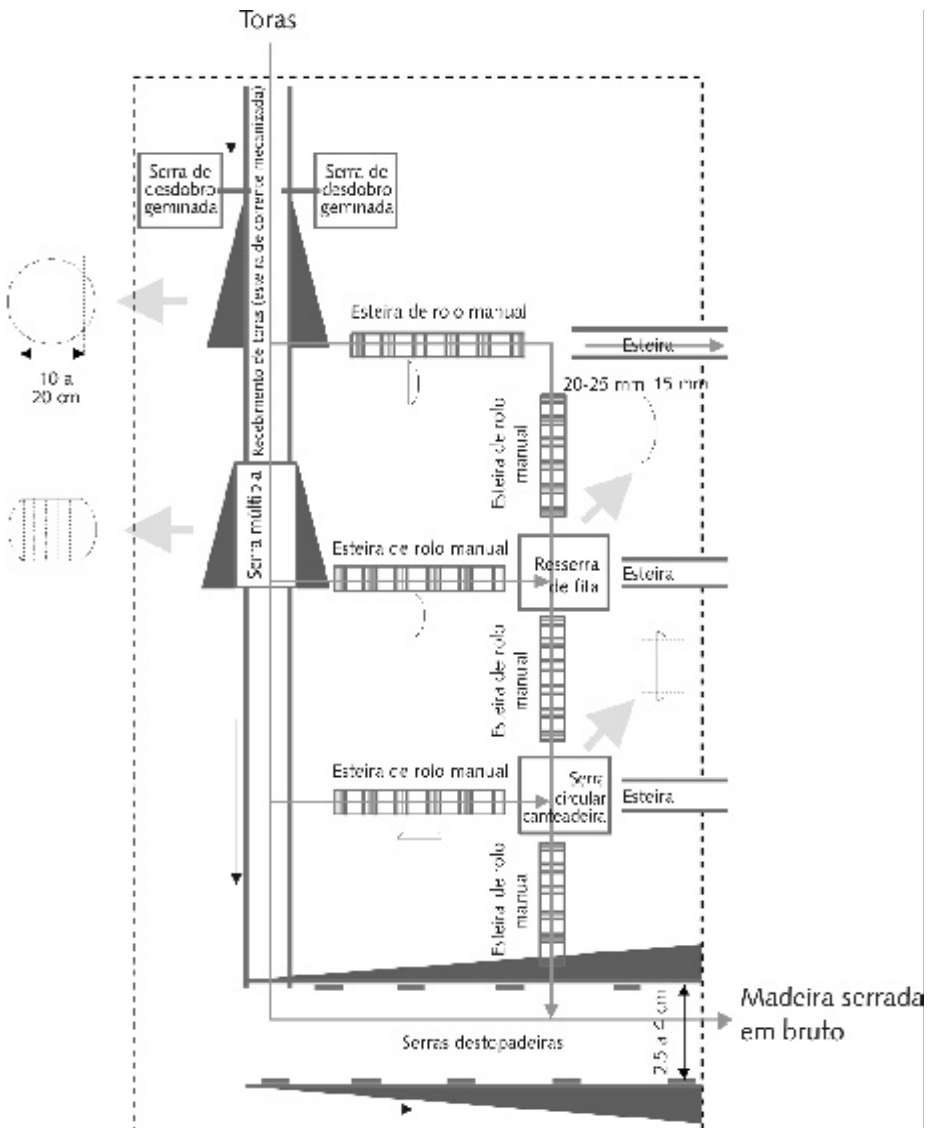 Toras
Recebimento de toras (esteira de corrente mecanizada)
Serra de
desdobro
geminada
Serra de
desdobro
geminada
10 a
20 cm
Esteira de rolo manual
Esteira
20-25 mm 15 mm
Esteira de rolo
manual
Serra múltipla
Esteira de rolo manual
Resserra
de fita
Esteira
Esteira de rolo
manual
Esteira de rolo manual
Serra
circular
canteadeira
Esteira
Esteira de rolo
manual
Madeira serrada
em bruto
Serras destopadeiras
2,5 a 4 cm